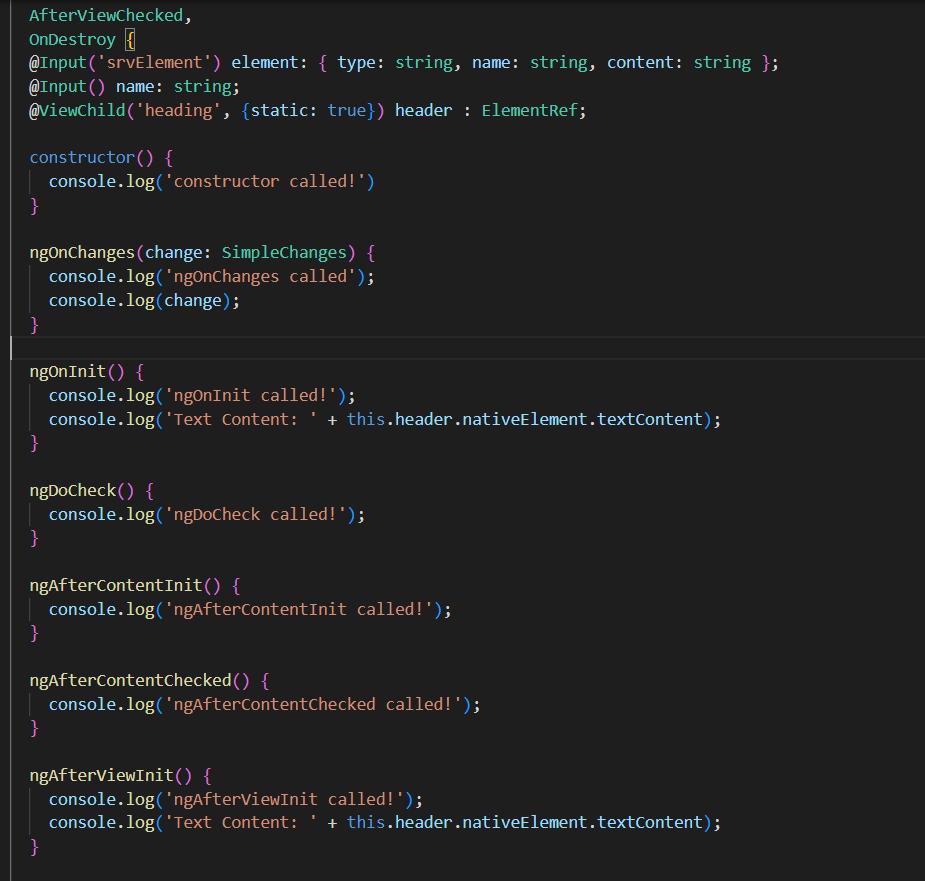 AfterViewChecked,
OnDestroy {
@Input('srvElement') element: { type: string, name: string, content: string };
@Input() name: string;
@ViewChild('heading', {static: true}) header : ElementRef;
constructor() {
console.log('constructor called!')
}
ngOnChanges(change: SimpleChanges) {
console.log('ngOnChanges called');
console.log(change);
}
ngOnInit() {
console.log('ngOnInit called!');
console.log('Text Content: ' + this.header.nativeElement.textContent);
}
ngDoCheck() {
console.log('ngDoCheck called!');
}
ngAfterContentInit() {
console.log('ngAfterContentInit called!');
}
ngAfterContentChecked() {
console.log('ngAfterContentChecked called!');
}
ngAfterViewInit() {
console.log('ngAfterViewInit called!');
console.log('Text Content: ' + this.header.nativeElement.textContent);
}